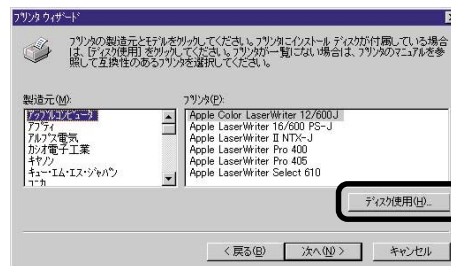 プリンタ ウィザード
プリンタの製造元とモデルをクリックしてください。プリンタにインストール ディスクが付属している場合
は、[ディスク使用] をクリックしてください。プリンタが一覧にない場合は、プリンタのマニュアルを参
照して互換性のあるプリンタを選択してください。
製造元(M):
アップルコンピュータ
アプティ
アルプス電気
カシオ電子工業
キヤノン
キュー・エム・エス・ジャパン
コニカ
プリンタ(P):
Apple Color LaserWriter 12/600J
Apple LaserWriter 16/600 PS-J
Apple LaserWriter II NTX-J
Apple LaserWriter Pro 400
Apple LaserWriter Pro 405
Apple LaserWriter Select 610
ディスク使用(H)...
< 戻る(B)
次へ(N) >
キャンセル